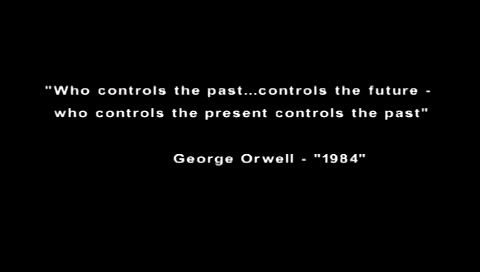 "Who controls the past...controls the future -
who controls the present controls the past"
George Orwell - "1984"